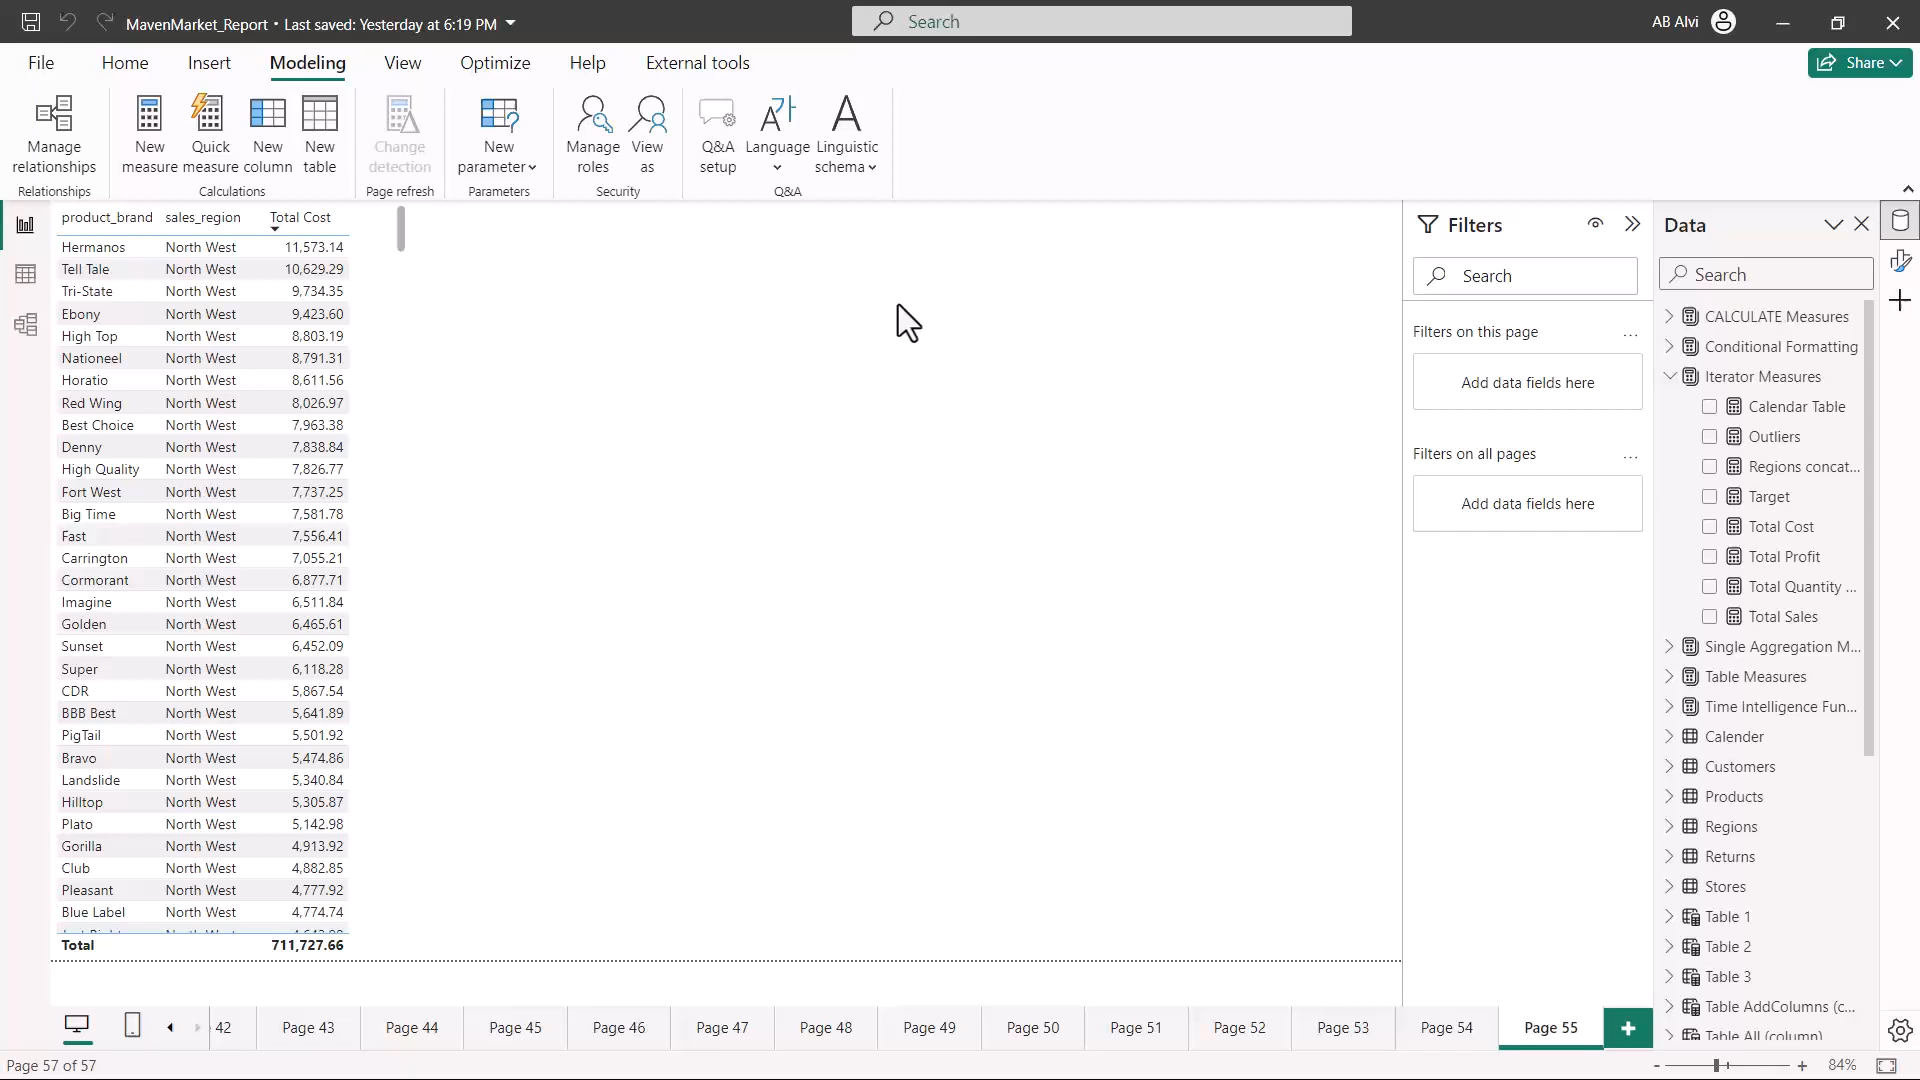 MavenMarket_Report • Last saved: Yesterday at 6:19 PM
Search
AB Alvi
File Home Insert Modeling View Optimize Help External tools
Share
Manage relationships
New measure
Quick measure
New column
New table
Change detection
New parameter
Manage roles
View as
Q&A setup
Language
Linguistic schema
Relationships
Calculations
Page refresh
Parameters
Security
Q&A
product_brand sales_region Total Cost
Hermanos North West 11,573.14
Tell Tale North West 10,629.29
Tri-State North West 9,734.35
Ebony North West 9,423.60
High Top North West 8,803.19
Nationeel North West 8,791.31
Horatio North West 8,611.56
Red Wing North West 8,026.97
Best Choice North West 7,963.38
Denny North West 7,838.84
High Quality North West 7,826.77
Fort West North West 7,737.25
Big Time North West 7,581.78
Fast North West 7,556.41
Carrington North West 7,055.21
Cormorant North West 6,877.71
Imagine North West 6,511.84
Golden North West 6,465.61
Sunset North West 6,452.09
Super North West 6,118.28
CDR North West 5,867.54
BBB Best North West 5,641.89
PigTail North West 5,501.92
Bravo North West 5,474.86
Landslide North West 5,340.84
Hilltop North West 5,305.87
Plato North West 5,142.98
Gorilla North West 4,913.92
Club North West 4,882.85
Pleasant North West 4,777.92
Blue Label North West 4,774.74
Total 711,727.66
Filters
Search
Filters on this page ...
Add data fields here
Filters on all pages ...
Add data fields here
Data
Search
CALCULATE Measures
Conditional Formatting
Iterator Measures
Calendar Table
Outliers
Regions concat...
Target
Total Cost
Total Profit
Total Quantity ...
Total Sales
Single Aggregation M...
Table Measures
Time Intelligence Fun...
Calender
Customers
Products
Regions
Returns
Stores
Table 1
Table 2
Table 3
Table AddColumns (c...
Table All (column)
42 Page 43 Page 44 Page 45 Page 46 Page 47 Page 48 Page 49 Page 50 Page 51 Page 52 Page 53 Page 54 Page 55
Page 57 of 57
84%